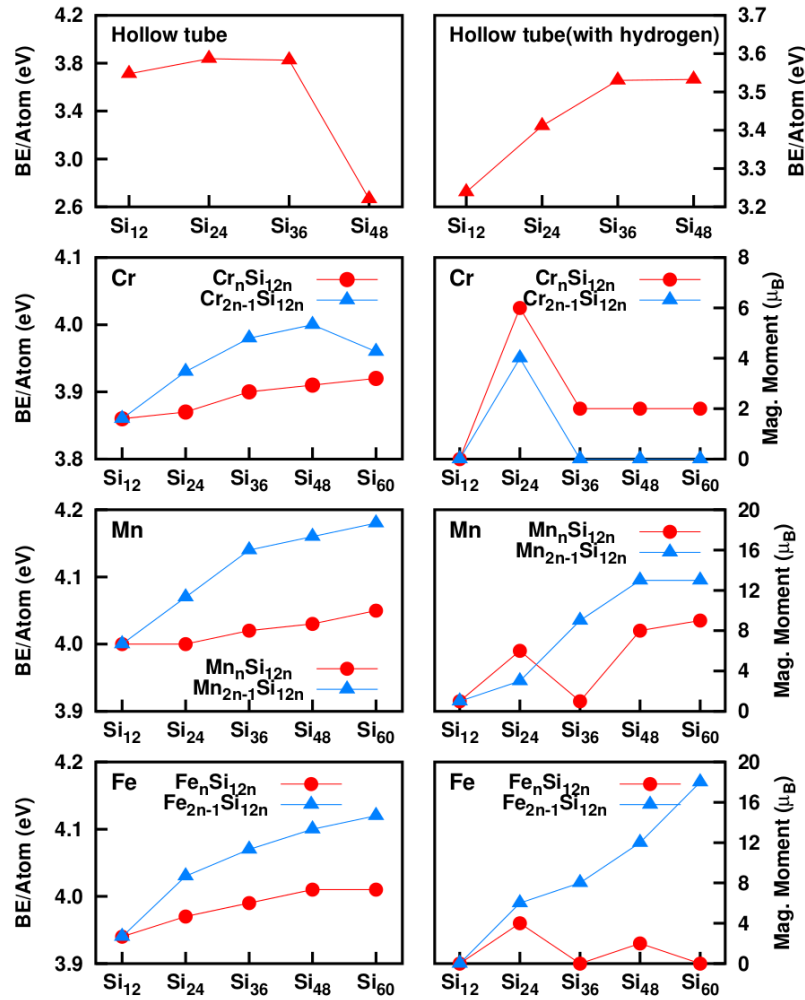 Hollow tube
BE/Atom (eV)
4.2
3.8
3.4
3.0
2.6
Si12 Si24 Si36 Si48
Hollow tube(with hydrogen)
3.7
3.6
3.5
3.4
3.3
3.2
BE/Atom (eV)
Si12 Si24 Si36 Si48
Cr
CrnSi12n
Cr2n-1Si12n
BE/Atom (eV)
4.1
4.0
3.9
3.8
Si12 Si24 Si36 Si48 Si60
Cr
CrnSi12n
Cr2n-1Si12n
8
6
4
2
0
Mag. Moment (μB)
Si12 Si24 Si36 Si48 Si60
Mn
BE/Atom (eV)
4.2
4.1
4.0
3.9
MnnSi12n
Mn2n-1Si12n
Si12 Si24 Si36 Si48 Si60
Mn
MnnSi12n
Mn2n-1Si12n
20
16
12
8
4
0
Mag. Moment (μB)
Si12 Si24 Si36 Si48 Si60
Fe
FenSi12n
Fe2n-1Si12n
BE/Atom (eV)
4.2
4.1
4.0
3.9
Si12 Si24 Si36 Si48 Si60
Fe
FenSi12n
Fe2n-1Si12n
20
16
12
8
4
0
Mag. Moment (μB)
Si12 Si24 Si36 Si48 Si60